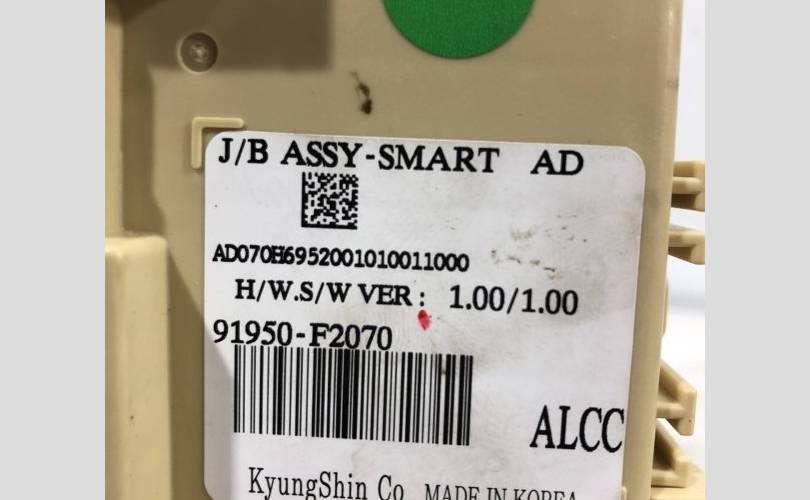 J/B ASSY-SMART AD
AD070H6952001010011000
H/W.S/W VER : 1.00/1.00
91950-F2070
ALCC
KyungShin Co MADE IN KOREA